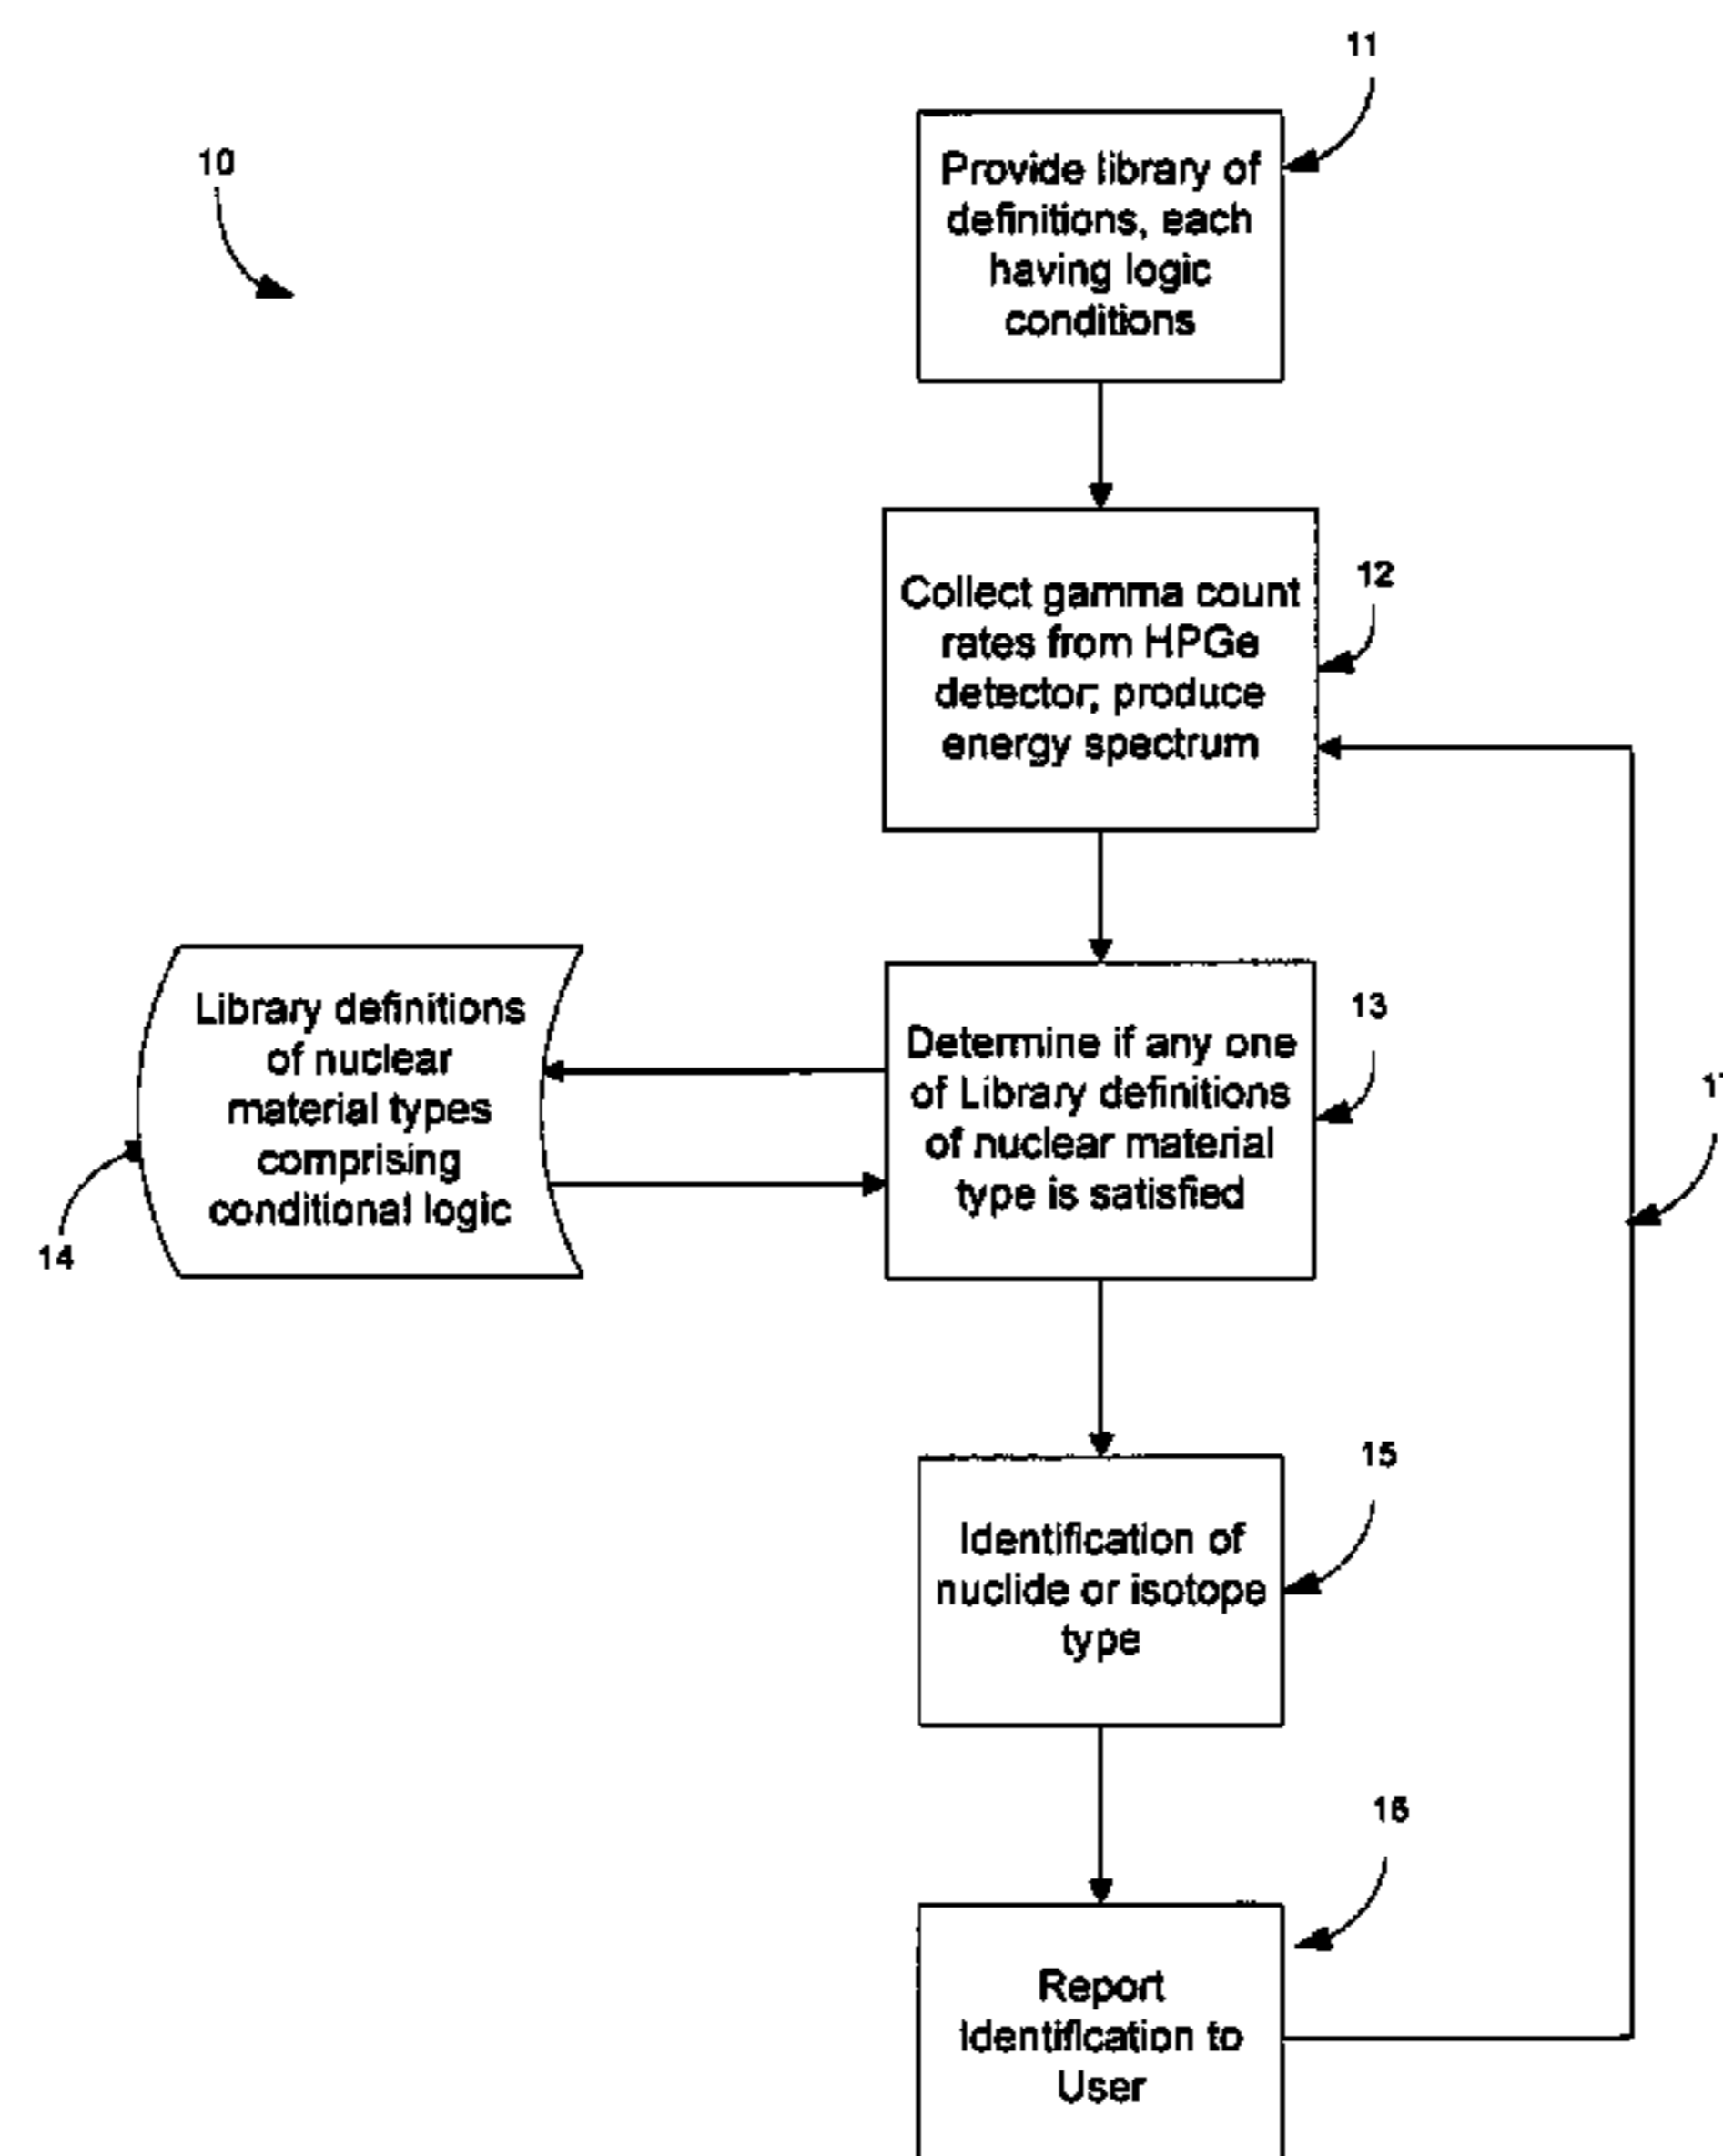 11
10
Provide library of
definitions, each
having logic
conditions
12
Collect gamma count
rates from HPGe
detector; produce
energy spectrum
13
Library definitions
of nuclear
material types
comprising
conditional logic
14
Determine if any one
of Library definitions
of nuclear material
type is satisfied
15
Identification of
nuclide or isotope
type
16
Report
Identification to
User